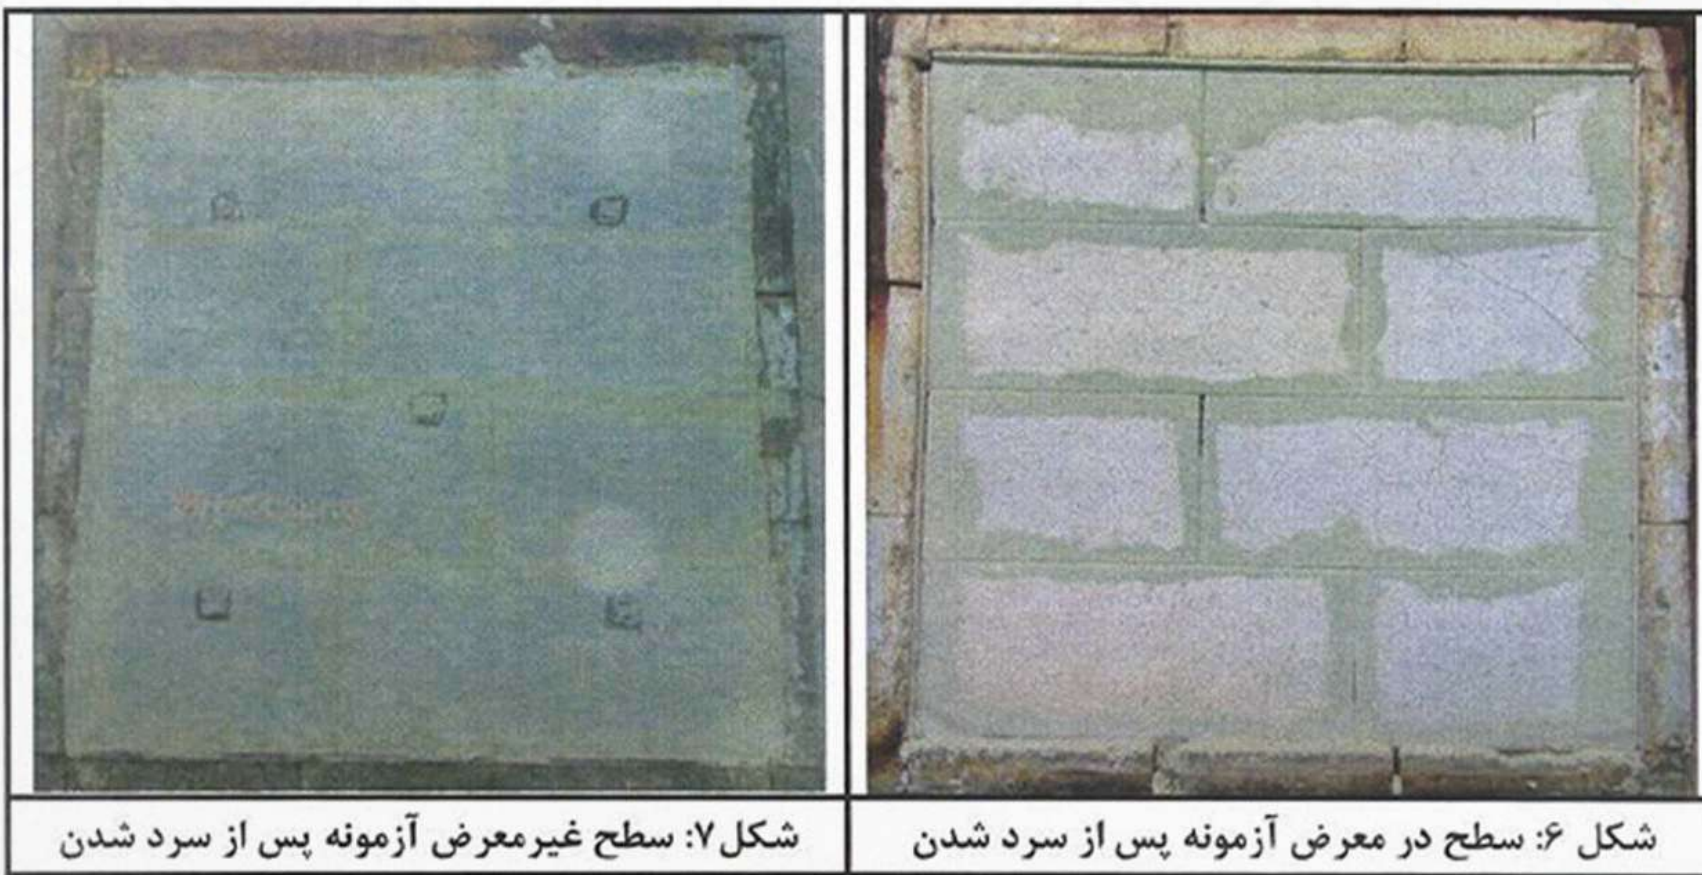 شکل ۶: سطح در معرض آزمونه پس از سرد شدن
شکل۷: سطح غیرمعرض آزمونه پس از سرد شدن